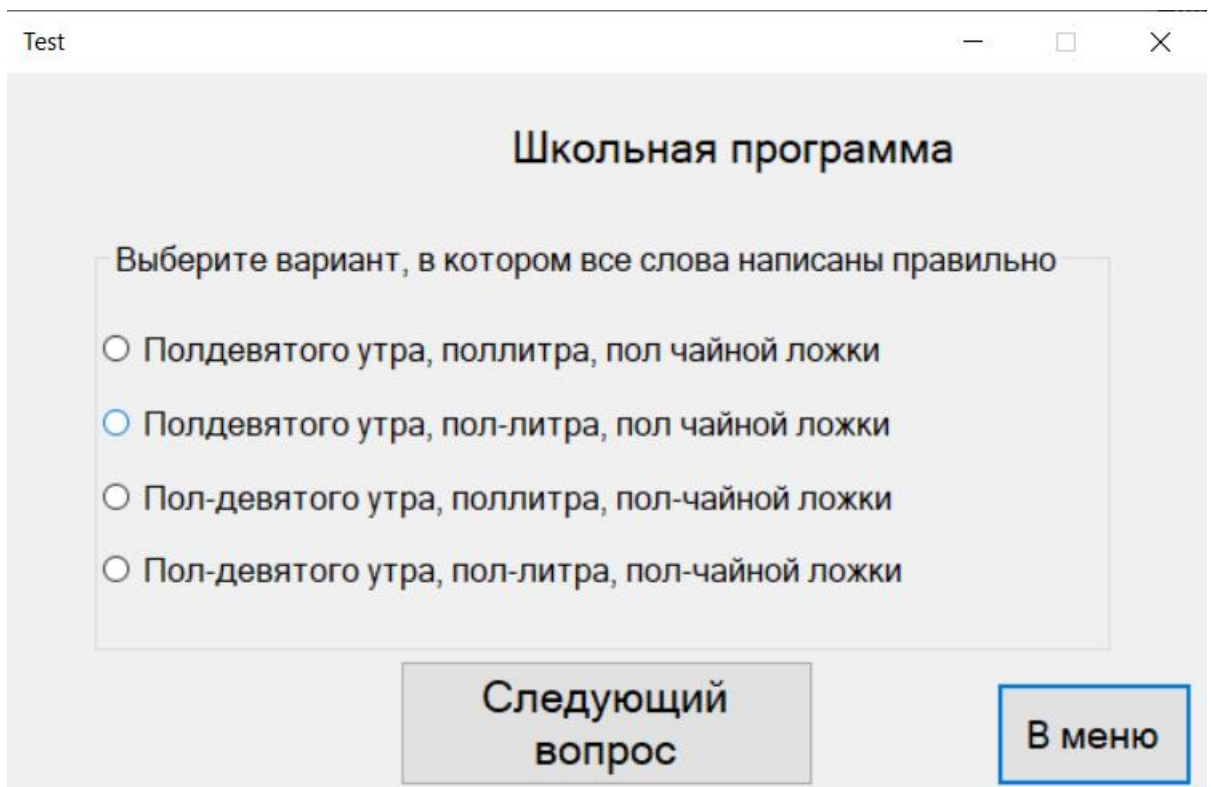 Test
Школьная программа
Выберите вариант, в котором все слова написаны правильно
Полдевятого утра, поллитра, пол чайной ложки
Полдевятого утра, пол-литра, пол чайной ложки
Пол-девятого утра, поллитра, пол-чайной ложки
Пол-девятого утра, пол-литра, пол-чайной ложки
Следующий
вопрос
В меню